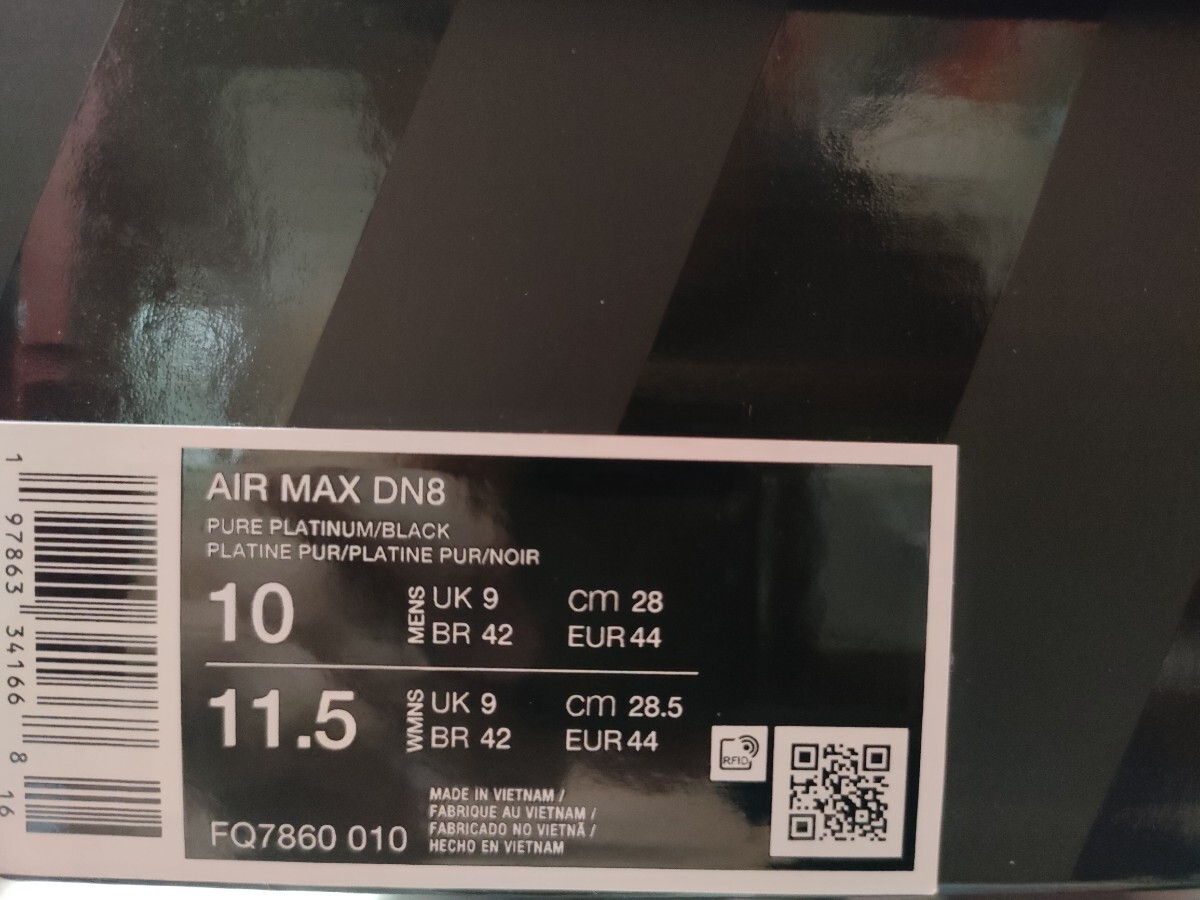 AIR MAX DN8
PURE PLATINUM/BLACK
PLATINE PUR/PLATINE PUR/NOIR
10
MENS
UK 9
cm 28
BR 42
EUR 44
11.5
WMNS
UK 9
cm 28.5
BR 42
EUR 44
RFID
FQ7860 010
MADE IN VIETNAM /
FABRIQUE AU VIETNAM /
FABRICADO NO VIETNÃ /
HECHO EN VIETNAM
1 97863 34166 8 16